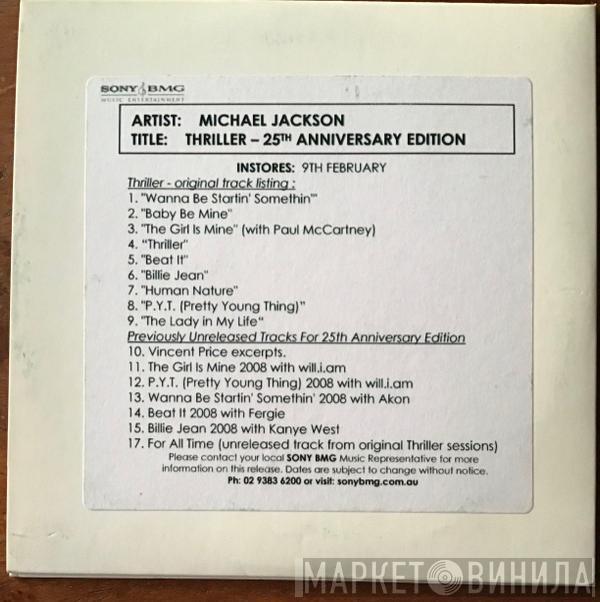 SONY BMG
MUSIC ENTERTAINMENT
ARTIST: MICHAEL JACKSON
TITLE: THRILLER – 25TH ANNIVERSARY EDITION
INSTORES: 9TH FEBRUARY
Thriller - original track listing :
1. "Wanna Be Startin' Somethin'"
2. "Baby Be Mine"
3. "The Girl Is Mine" (with Paul McCartney)
4. "Thriller"
5. "Beat It"
6. "Billie Jean"
7. "Human Nature"
8. "P.Y.T. (Pretty Young Thing)"
9. "The Lady in My Life"
Previously Unreleased Tracks For 25th Anniversary Edition
10. Vincent Price excerpts.
11. The Girl Is Mine 2008 with will.i.am
12. P.Y.T. (Pretty Young Thing) 2008 with will.i.am
13. Wanna Be Startin' Somethin' 2008 with Akon
14. Beat It 2008 with Fergie
15. Billie Jean 2008 with Kanye West
17. For All Time (unreleased track from original Thriller sessions)
Please contact your local SONY BMG Music Representative for more
information on this release. Dates are subject to change without notice.
Ph: 02 9383 6200 or visit: sonybmg.com.au
МАРКЕТ ВИНИЛА